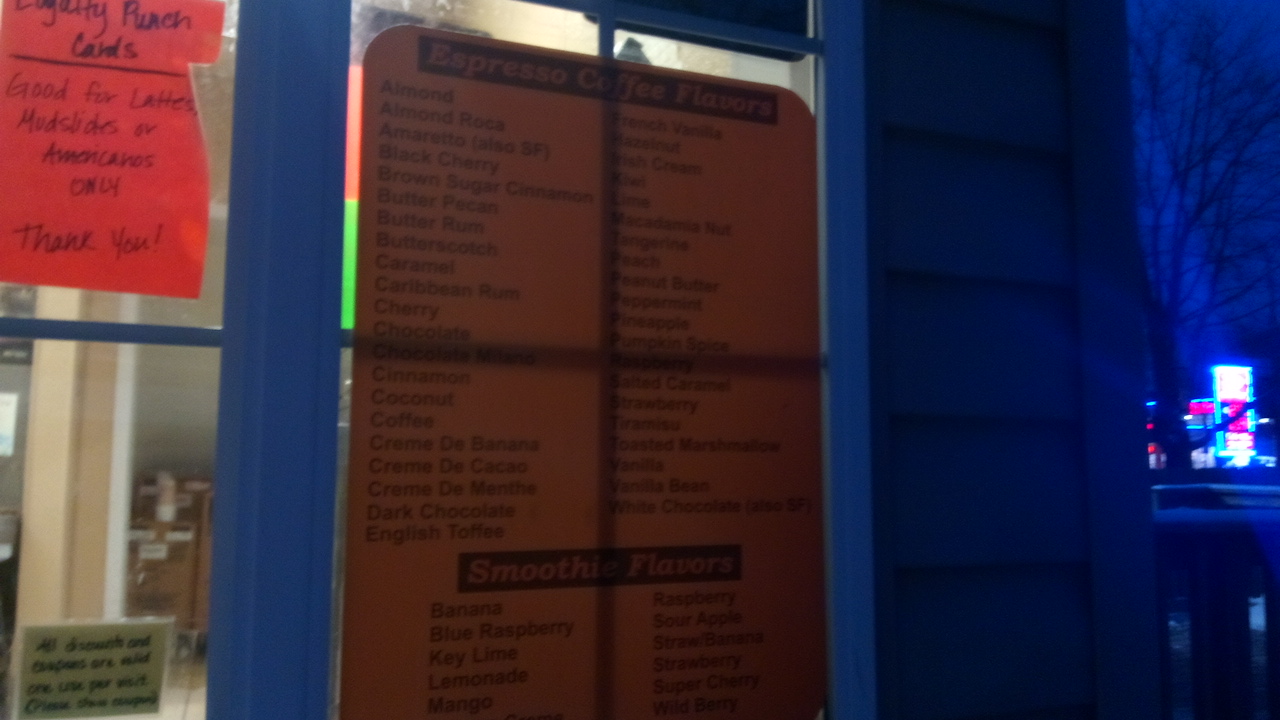 Loyalty Punch
Cards
Good for Lattes,
Mudslides or
Americanos
ONLY
Thank You!
All discounts and
coupons are valid
one use per visit.
(Please show coupon)
Espresso Coffee Flavors
Almond
Almond Roca
Amaretto (also SF)
Black Cherry
Brown Sugar Cinnamon
Butter Pecan
Butter Rum
Butterscotch
Caramel
Caribbean Rum
Cherry
Chocolate
Chocolate Milano
Cinnamon
Coconut
Coffee
Creme De Banana
Creme De Cacao
Creme De Menthe
Dark Chocolate
English Toffee
French Vanilla
Hazelnut
Irish Cream
Kiwi
Lime
Macadamia Nut
Tangerine
Peach
Peanut Butter
Peppermint
Pineapple
Pumpkin Spice
Raspberry
Salted Caramel
Strawberry
Tiramisu
Toasted Marshmallow
Vanilla
Vanilla Bean
White Chocolate (also SF)
Smoothie Flavors
Banana
Blue Raspberry
Key Lime
Lemonade
Mango
Creme
Raspberry
Sour Apple
Straw/Banana
Strawberry
Super Cherry
Wild Berry